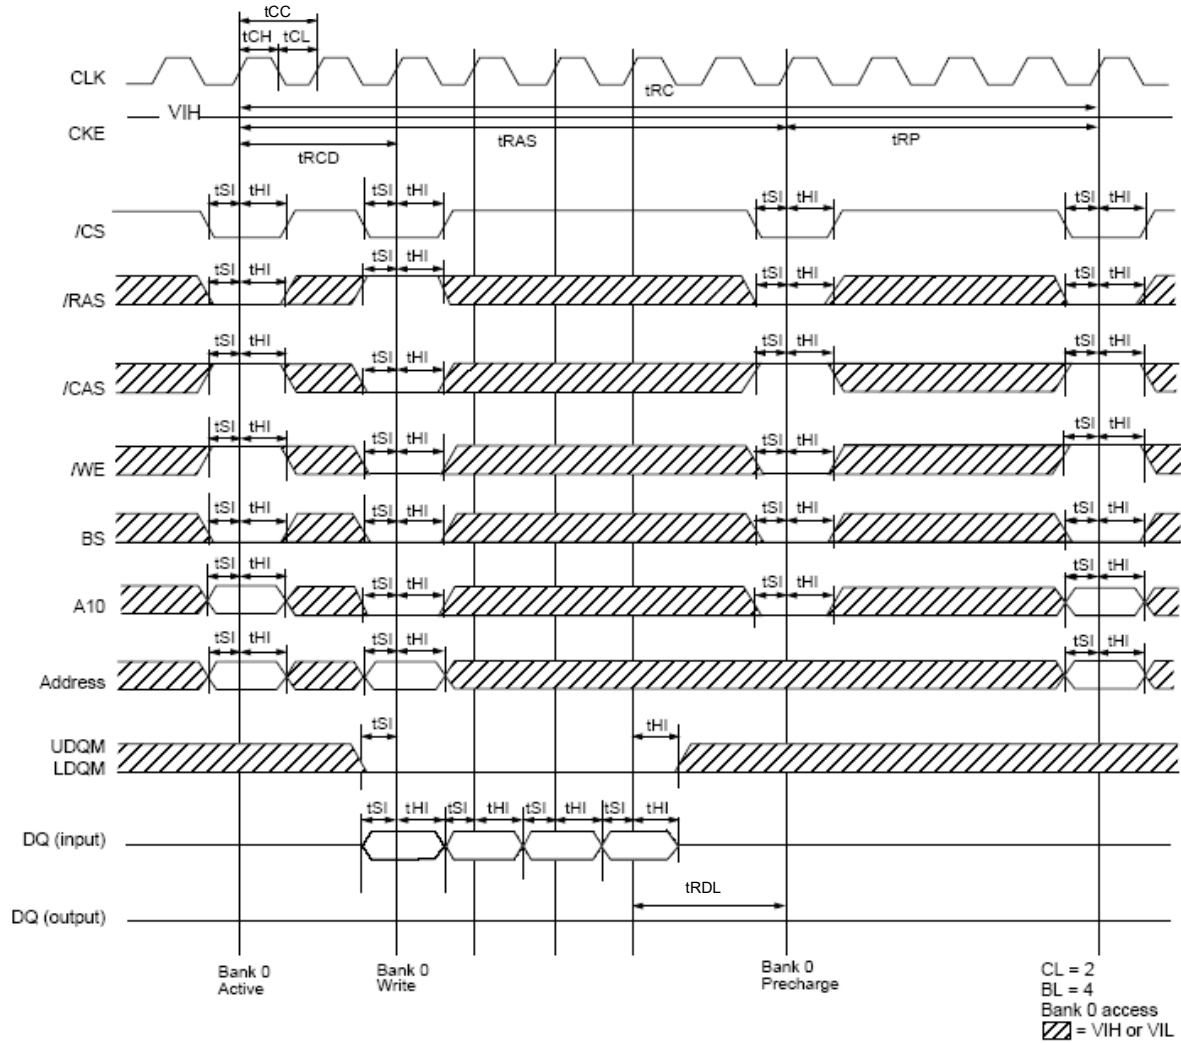 tCC
tCH tCL
CLK
tRC
VIH
CKE
tRCD
tRAS
tRP
tSI tHI tSI tHI tSI tHI tSI tHI
/CS
tSI tHI tSI tHI tSI tHI tSI tHI
/RAS
tSI tHI tSI tHI tSI tHI tSI tHI
/CAS
tSI tHI tSI tHI tSI tHI tSI tHI
/WE
tSI tHI tSI tHI tSI tHI tSI tHI
BS
tSI tHI tSI tHI tSI tHI tSI tHI
A10
tSI tHI tSI tHI tSI tHI
Address
tSI tHI
UDQM
LDQM
tSI tHI tSI tHI tSI tHI tSI tHI
DQ (input)
tRDL
DQ (output)
Bank 0
Active
Bank 0
Write
Bank 0
Precharge
CL = 2
BL = 4
Bank 0 access
= VIH or VIL